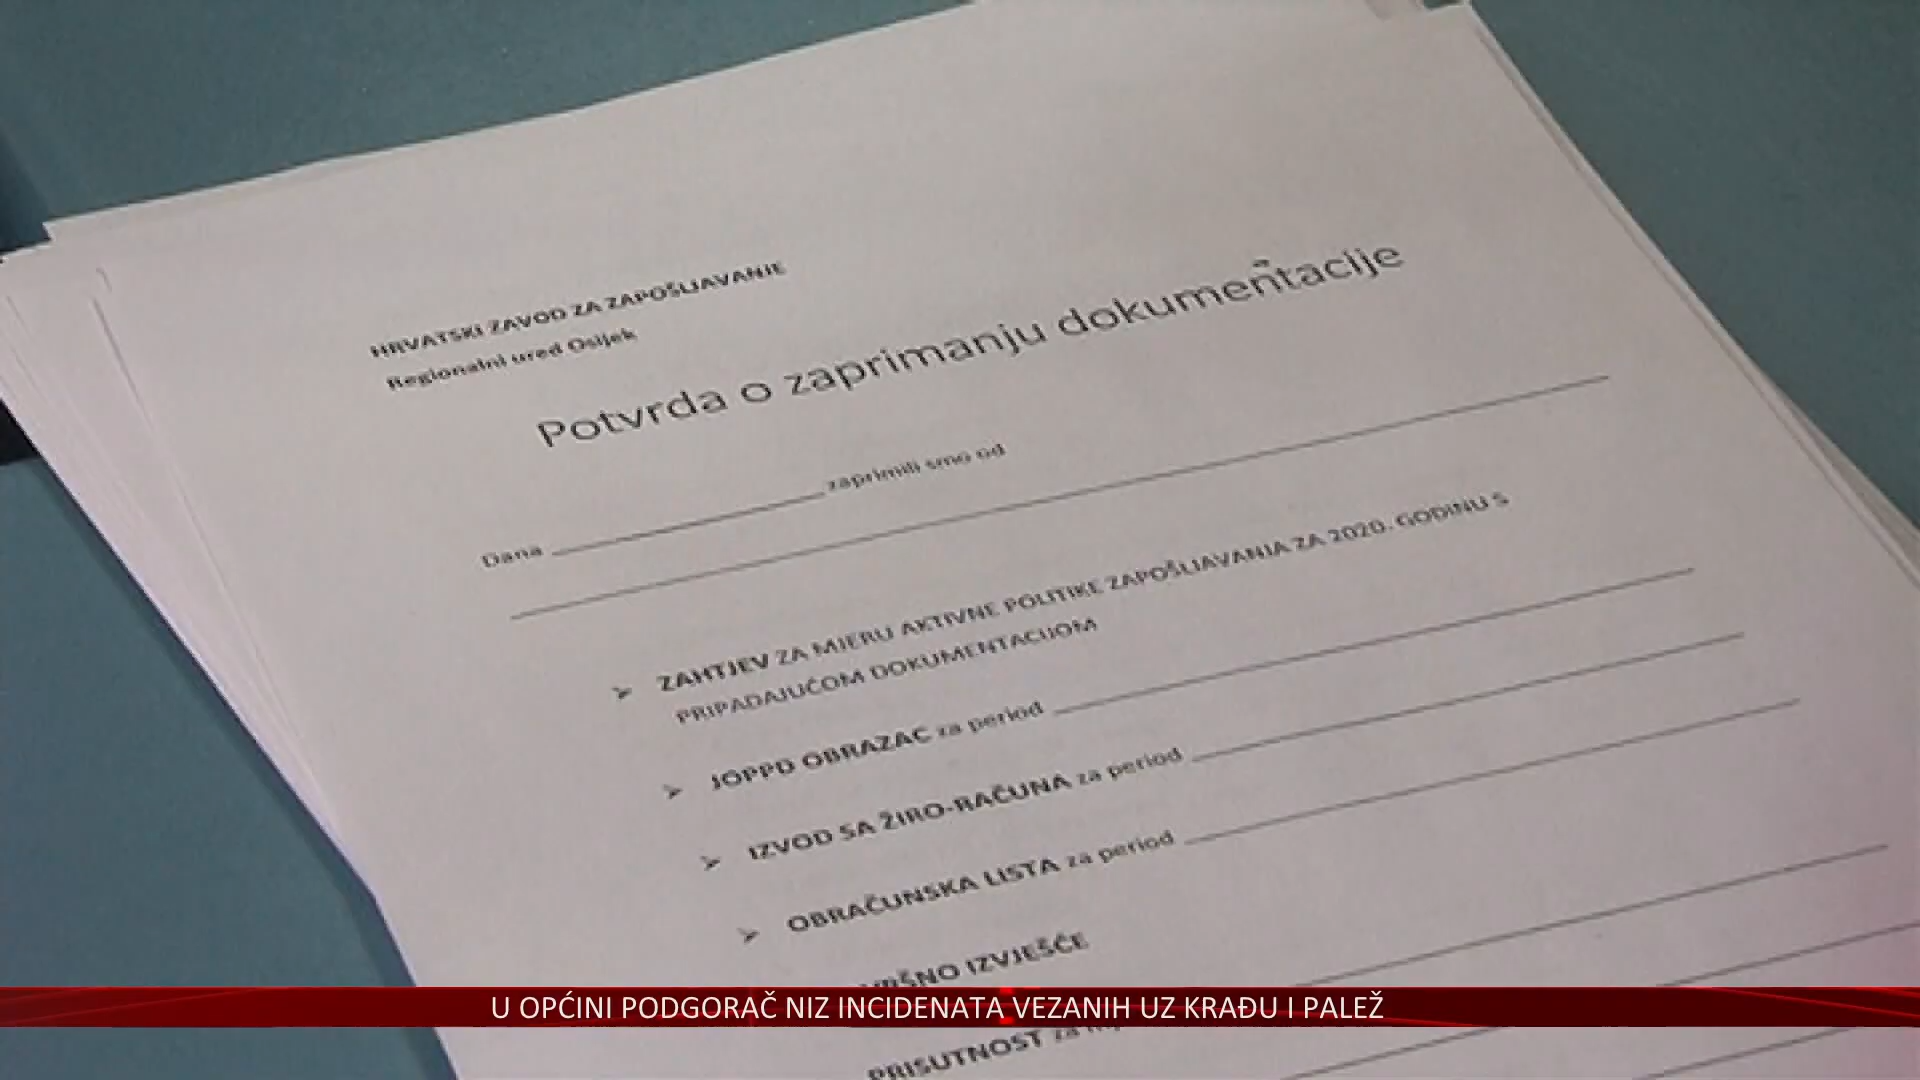 HRVATSKI ZAVOD ZA ZAPOŠLJAVANJE
Regionalni ured Osijek
Potvrda o zaprimanju dokumentacije
Dana ____________ zaprimili smo od
ZAHTJEV ZA MJERU AKTIVNE POLITIKE ZAPOŠLJAVANJA ZA 2020. GODINU S
PRIPADAJUĆOM DOKUMENTACIJOM
JOPPD OBRAZAC za period
IZVOD SA ŽIRO-RAČUNA za period
OBRAČUNSKA LISTA za period
IZVJEŠĆE
U OPĆINI PODGORAČ NIZ INCIDENATA VEZANIH UZ KRAĐU I PALEŽ
PRISUTNOST za